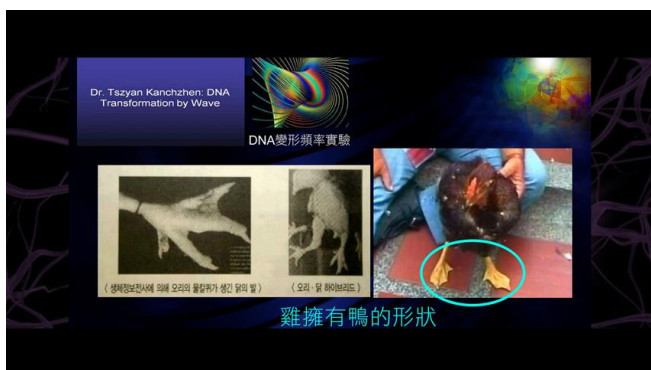 Dr. Tszyan Kanchzhen: DNA
Transformation by Wave
DNA變形頻率實驗
( 생체정보전사에 의해 오리의 물갈퀴가 생긴 닭의 발 )
( 오리 · 닭 하이브리드 )
雞擁有鴨的形狀